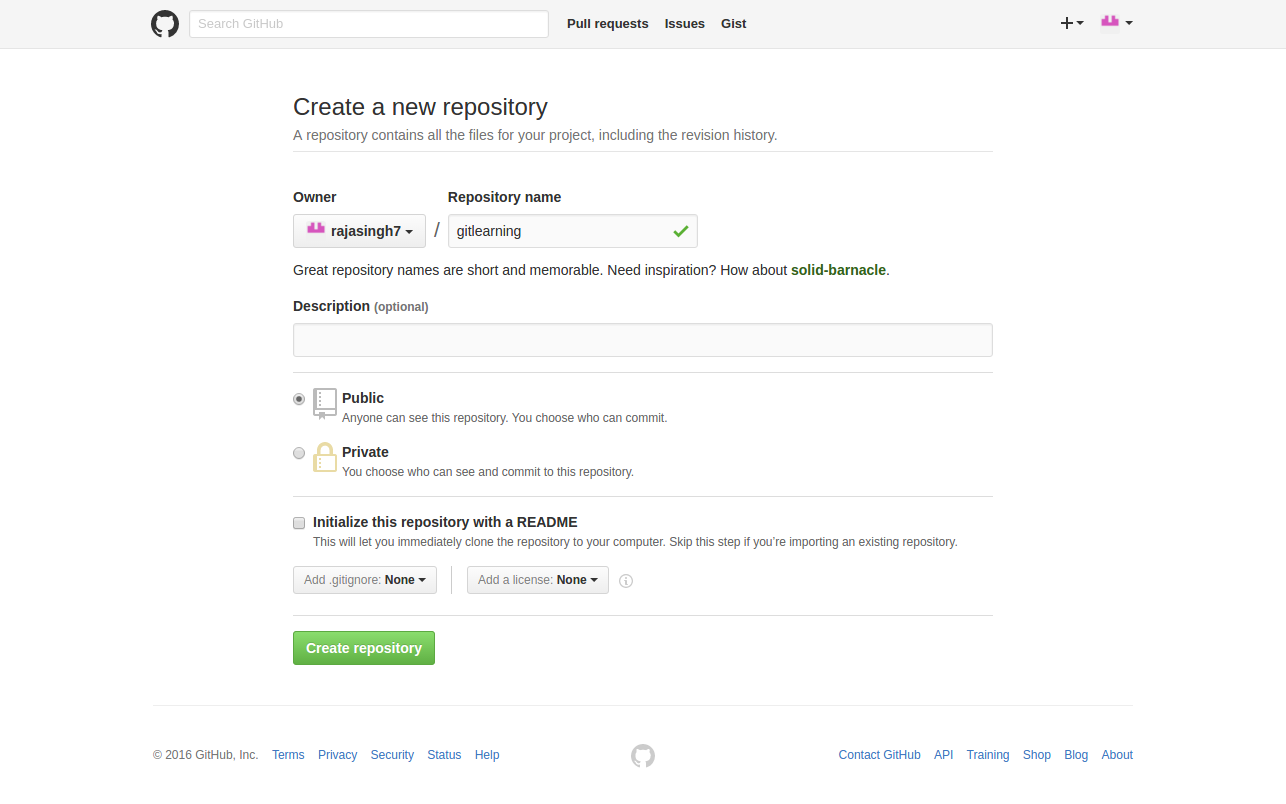 Search GitHub Pull requests Issues Gist
Create a new repository
A repository contains all the files for your project, including the revision history.
Owner Repository name
rajasingh7 / gitlearning
Great repository names are short and memorable. Need inspiration? How about solid-barnacle.
Description (optional)
Public
Anyone can see this repository. You choose who can commit.
Private
You choose who can see and commit to this repository.
Initialize this repository with a README
This will let you immediately clone the repository to your computer. Skip this step if you’re importing an existing repository.
Add .gitignore: None Add a license: None
Create repository
© 2016 GitHub, Inc. Terms Privacy Security Status Help Contact GitHub API Training Shop Blog About